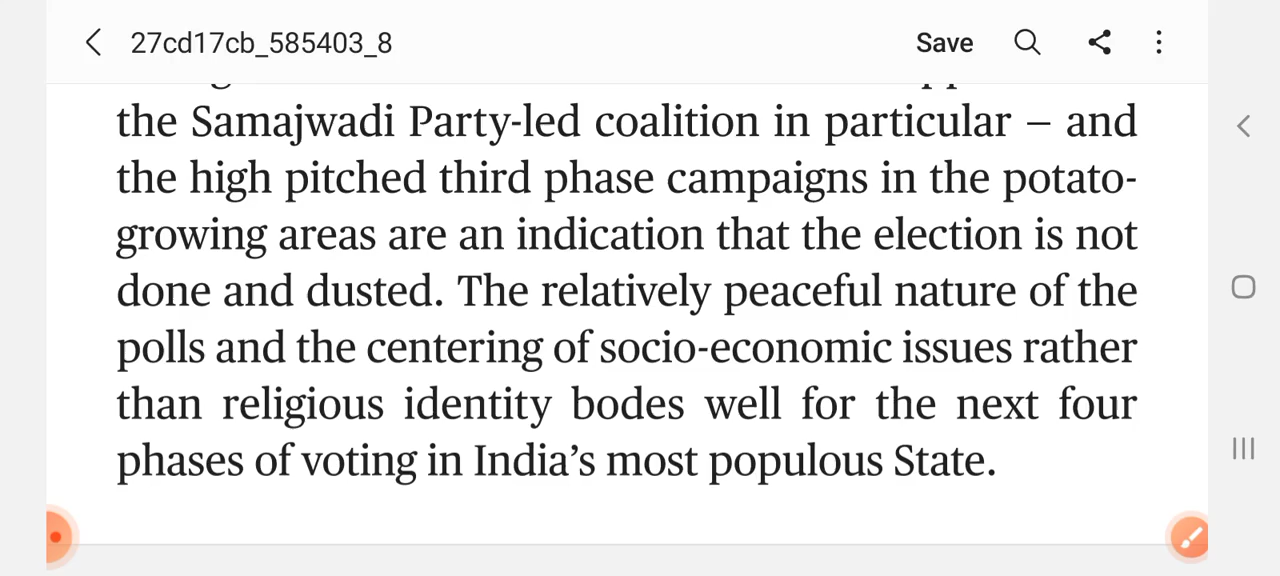 27cd17cb_585403_8 Save
the Samajwadi Party-led coalition in particular – and
the high pitched third phase campaigns in the potato-
growing areas are an indication that the election is not
done and dusted. The relatively peaceful nature of the
polls and the centering of socio-economic issues rather
than religious identity bodes well for the next four
phases of voting in India’s most populous State.